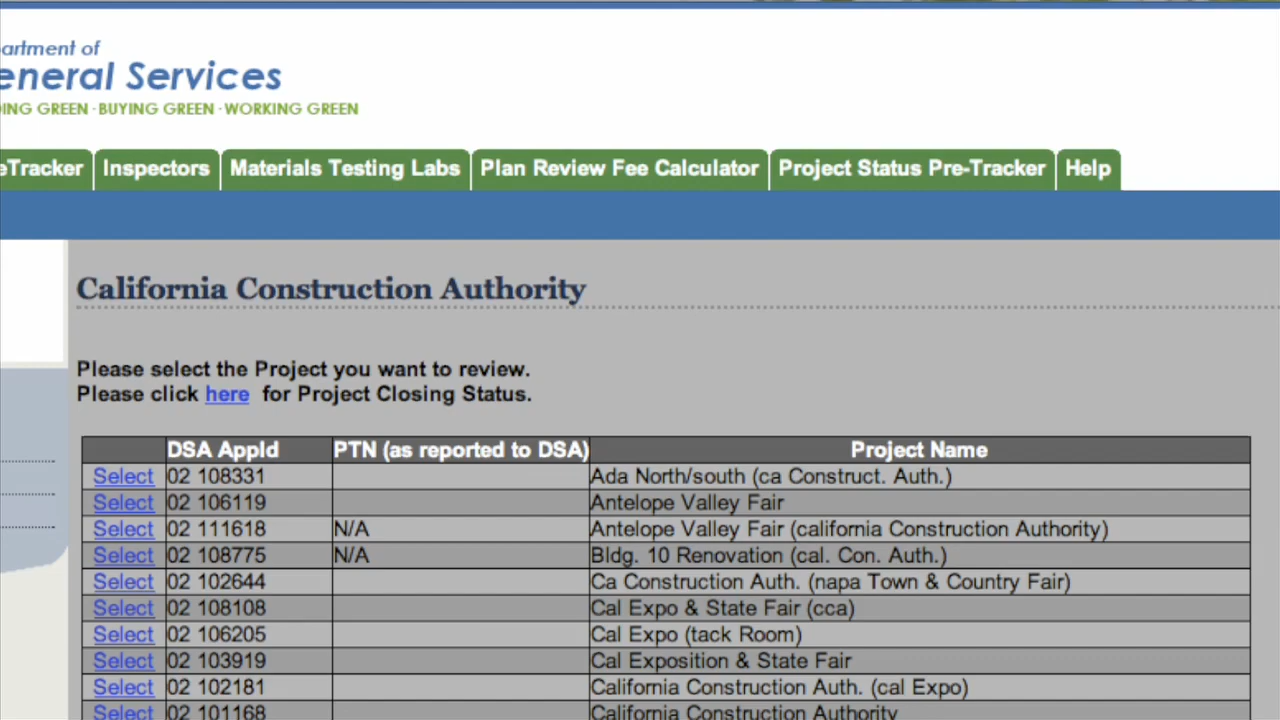 artment of
eneral Services
ING GREEN · BUYING GREEN · WORKING GREEN
eTracker Inspectors Materials Testing Labs Plan Review Fee Calculator Project Status Pre-Tracker Help
California Construction Authority
Please select the Project you want to review.
Please click here for Project Closing Status.
DSA AppId PTN (as reported to DSA) Project Name
Select 02 108331 Ada North/south (ca Construct. Auth.)
Select 02 106119 Antelope Valley Fair
Select 02 111618 N/A Antelope Valley Fair (california Construction Authority)
Select 02 108775 N/A Bldg. 10 Renovation (cal. Con. Auth.)
Select 02 102644 Ca Construction Auth. (napa Town & Country Fair)
Select 02 108108 Cal Expo & State Fair (cca)
Select 02 106205 Cal Expo (tack Room)
Select 02 103919 Cal Exposition & State Fair
Select 02 102181 California Construction Auth. (cal Expo)
Select 02 101168 California Construction Authority